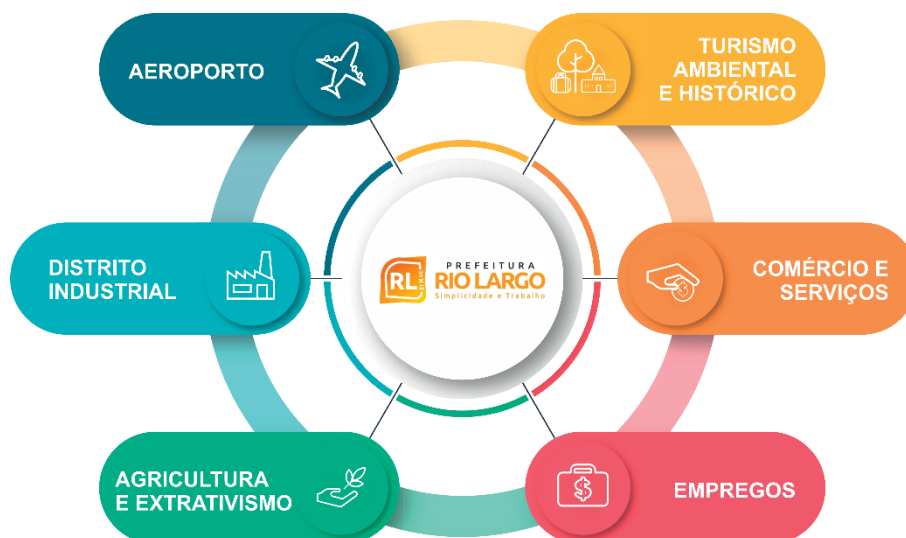 AEROPORTO
TURISMO
AMBIENTAL
E HISTÓRICO
DISTRITO
INDUSTRIAL
RL
PREFEITURA
RIO LARGO
Simplicidade e Trabalho
COMÉRCIO E
SERVIÇOS
AGRICULTURA
E EXTRATIVISMO
EMPREGOS